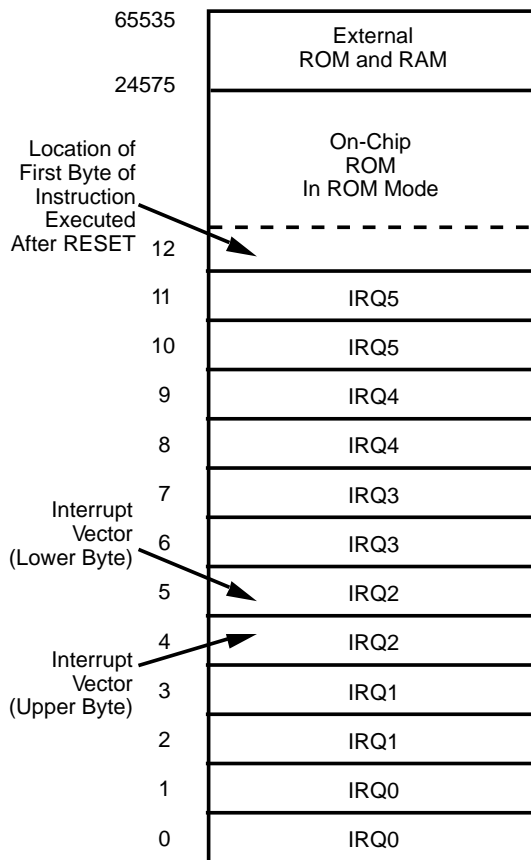 65535
External
ROM and RAM
24575
On-Chip
ROM
In ROM Mode
Location of
First Byte of
Instruction
Executed
After RESET
12
11 IRQ5
10 IRQ5
9 IRQ4
8 IRQ4
7 IRQ3
Interrupt
Vector
(Lower Byte)
6 IRQ3
5 IRQ2
4 IRQ2
Interrupt
Vector
(Upper Byte)
3 IRQ1
2 IRQ1
1 IRQ0
0 IRQ0